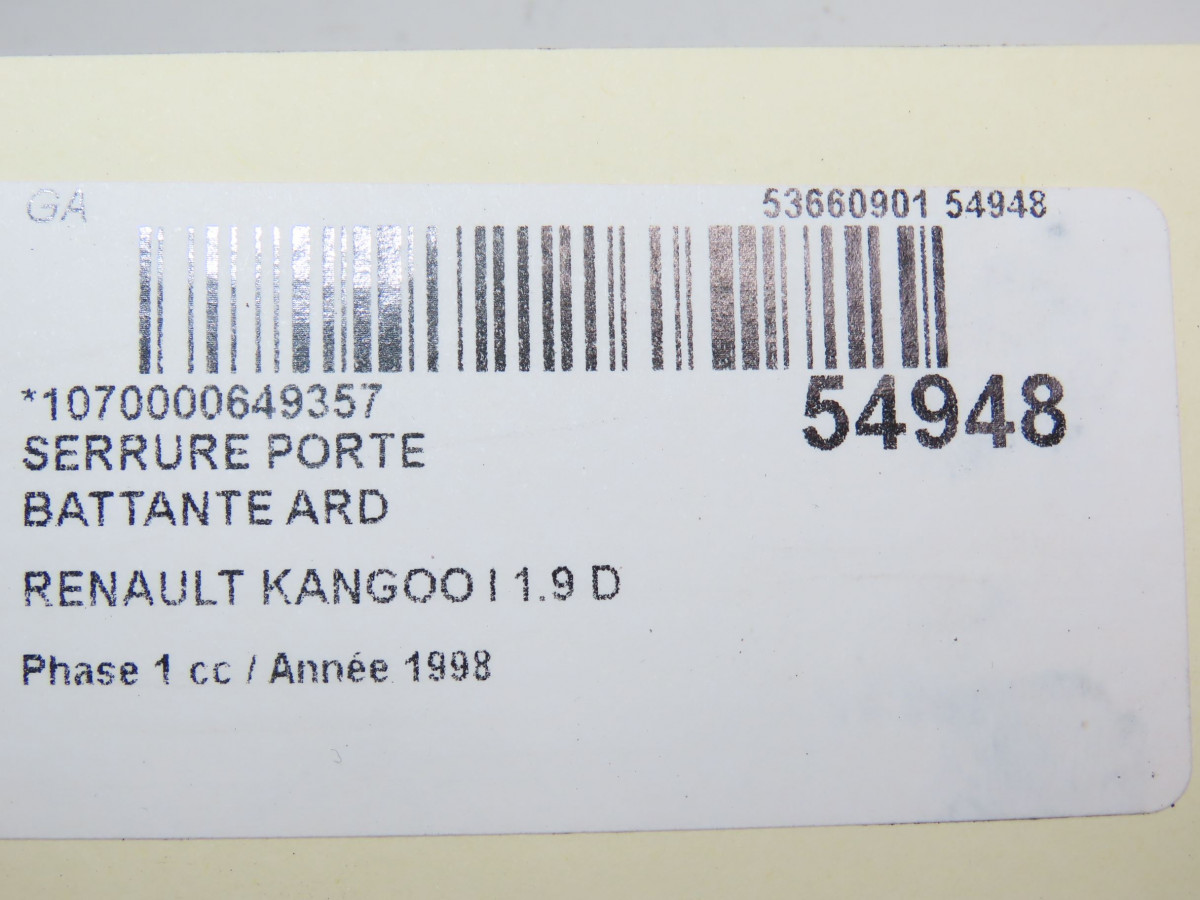 GA
53660901 54948
*1070000649357
54948
SERRURE PORTE
BATTANTE ARD
RENAULT KANGOO I 1.9 D
Phase 1 cc / Année 1998